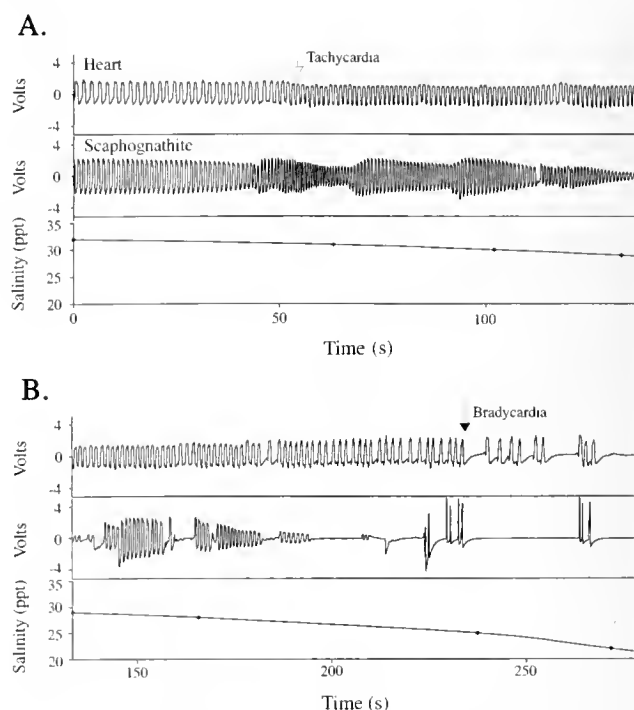 A.
Heart
Tachycardia
Volts
4
0
-4
Scaphognathite
Volts
4
0
-4
Salinity (ppt)
35
30
25
20
0
50
100
Time (s)
B.
Bradycardia
Volts
4
0
-4
Volts
4
0
-4
Salinity (ppt)
35
30
25
20
150
200
250
Time (s)